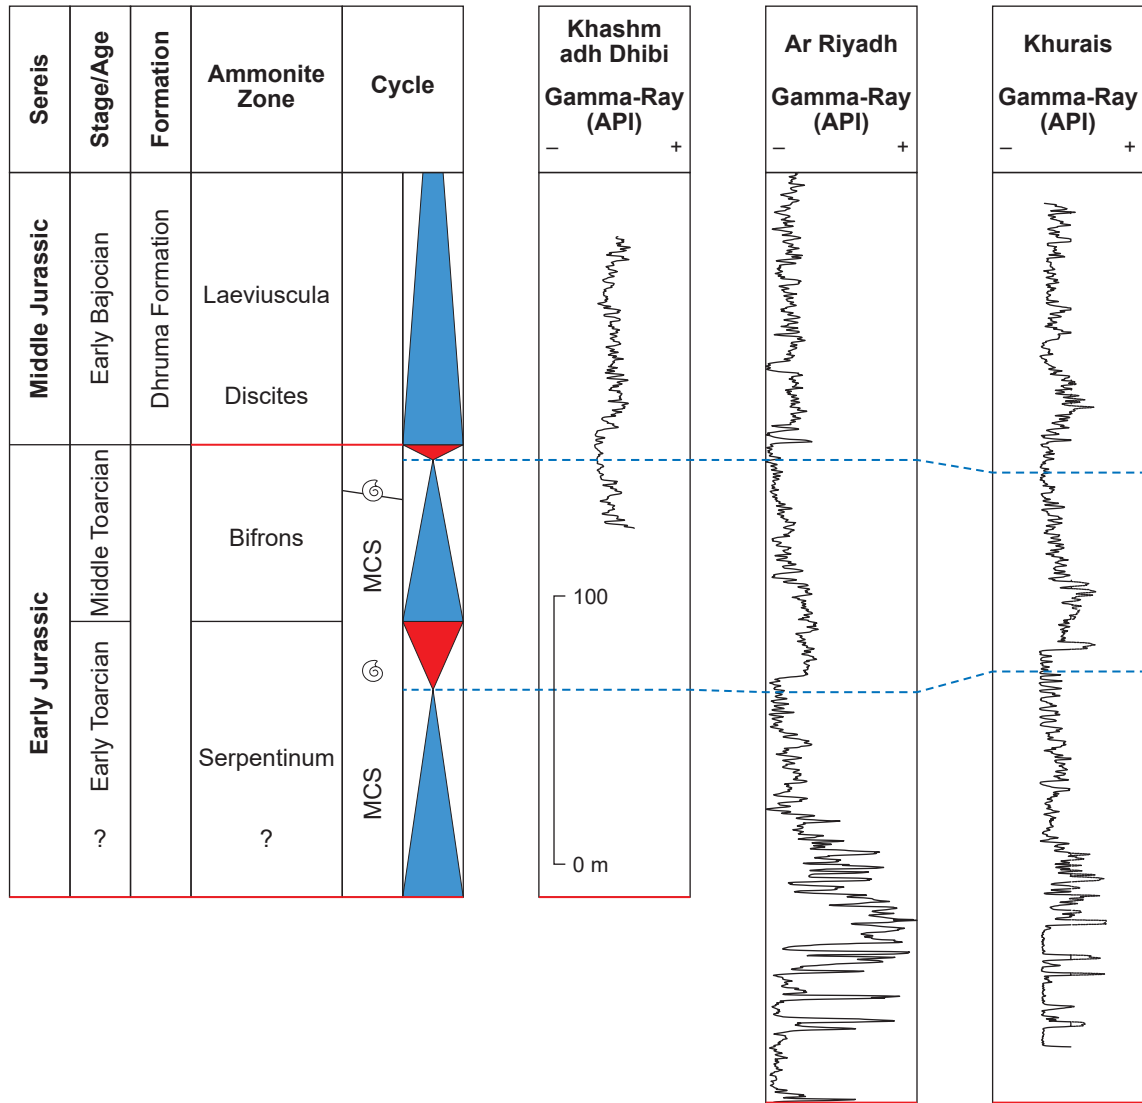 Sereis
Stage/Age
Formation
Ammonite
Zone
Cycle
Khashm
adh Dhibi
Gamma-Ray
(API)
– +
Ar Riyadh
Gamma-Ray
(API)
– +
Khurais
Gamma-Ray
(API)
– +
Middle Jurassic
Early Bajocian
Dhruma Formation
Laeviuscula
Discites
Early Jurassic
Middle Toarcian
Bifrons
MCS
Early Toarcian
Serpentinum
MCS
?
?
100
0 m